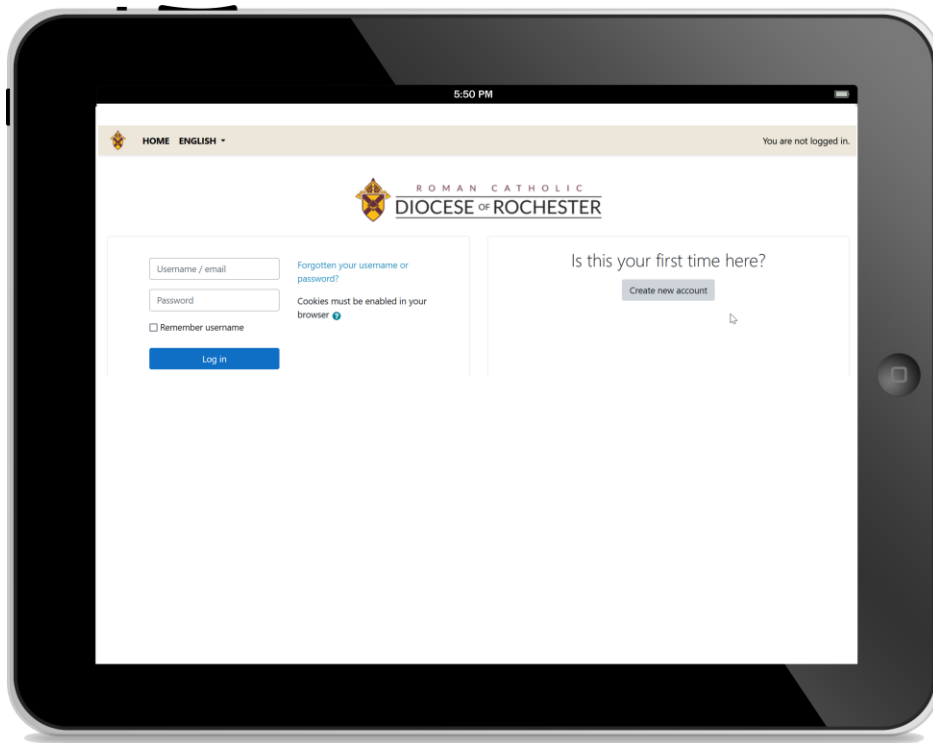 5:50 PM
HOME ENGLISH
You are not logged in.
ROMAN CATHOLIC
DIOCESE OF ROCHESTER
Username / email
Password
Remember username
Log in
Forgotten your username or
password?
Cookies must be enabled in your
browser ?
Is this your first time here?
Create new account